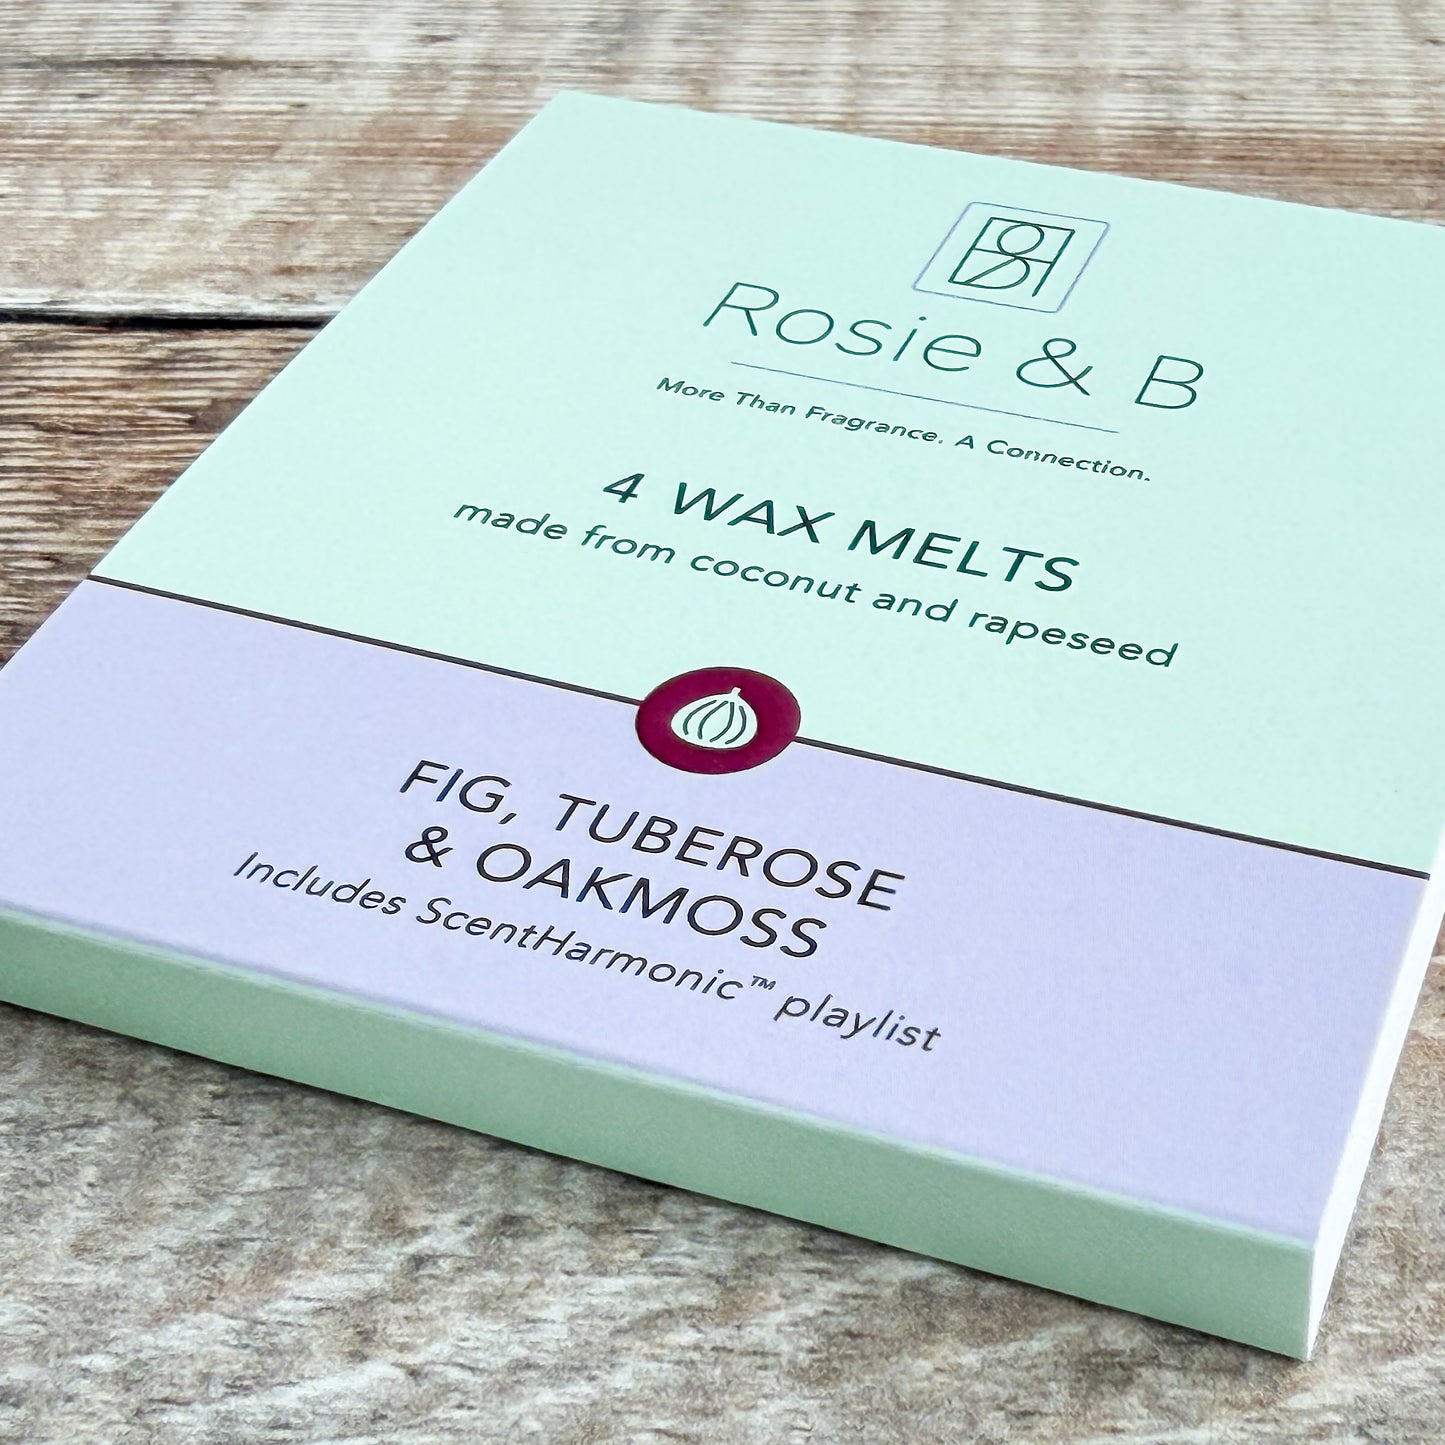 Rosie & B
More Than Fragrance. A Connection.
4 WAX MELTS
made from coconut and rapeseed
FIG, TUBEROSE
& OAKMOSS
Includes ScentHarmonic™ playlist